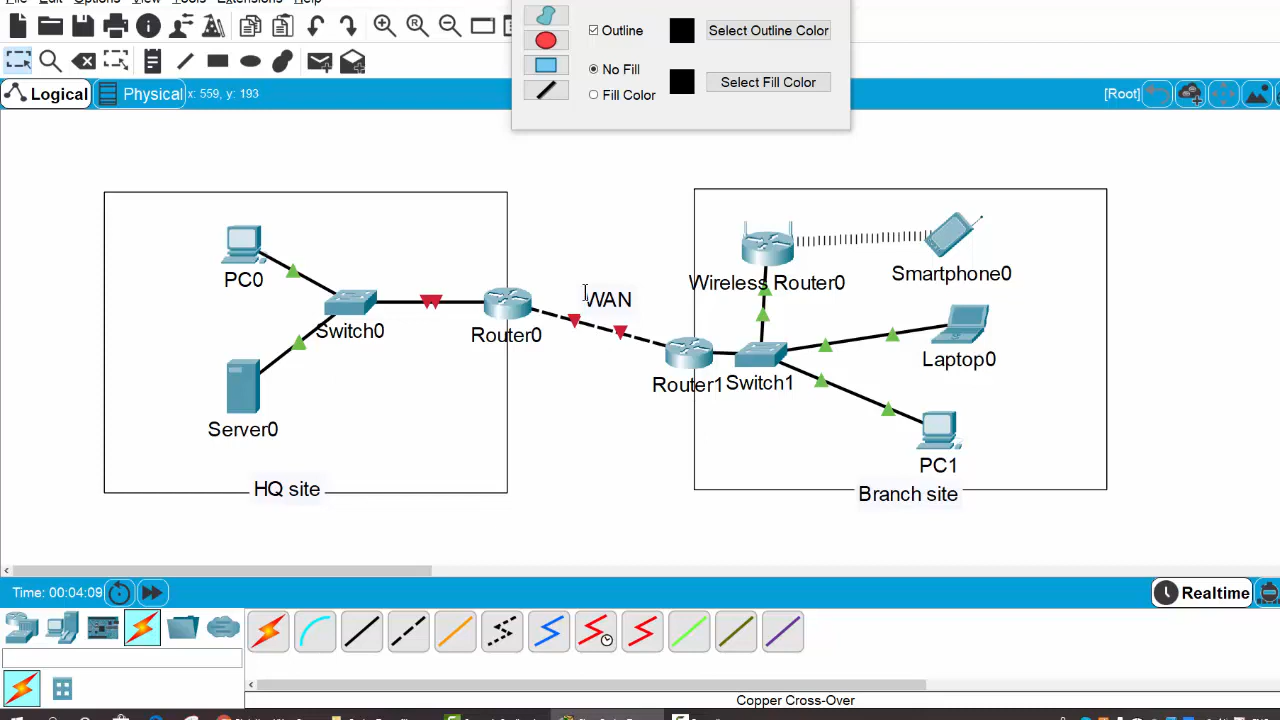 Outline
Select Outline Color
No Fill
Select Fill Color
Fill Color
Logical
Physical
x: 559, y: 193
[Root]
PC0
Switch0
Server0
Router0
HQ site
WAN
Router1
Switch1
Wireless Router0
Smartphone0
Laptop0
PC1
Branch site
Time: 00:04:09
Realtime
Copper Cross-Over